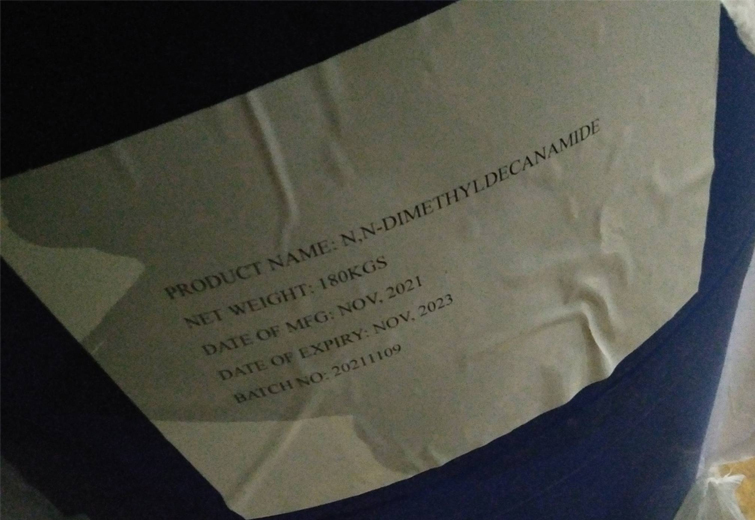 PRODUCT NAME: N,N-DIMETHYLDECANAMIDE
NET WEIGHT: 180KGS
DATE OF MFG: NOV, 2021
DATE OF EXPIRY: NOV, 2023
BATCH NO: 20211109